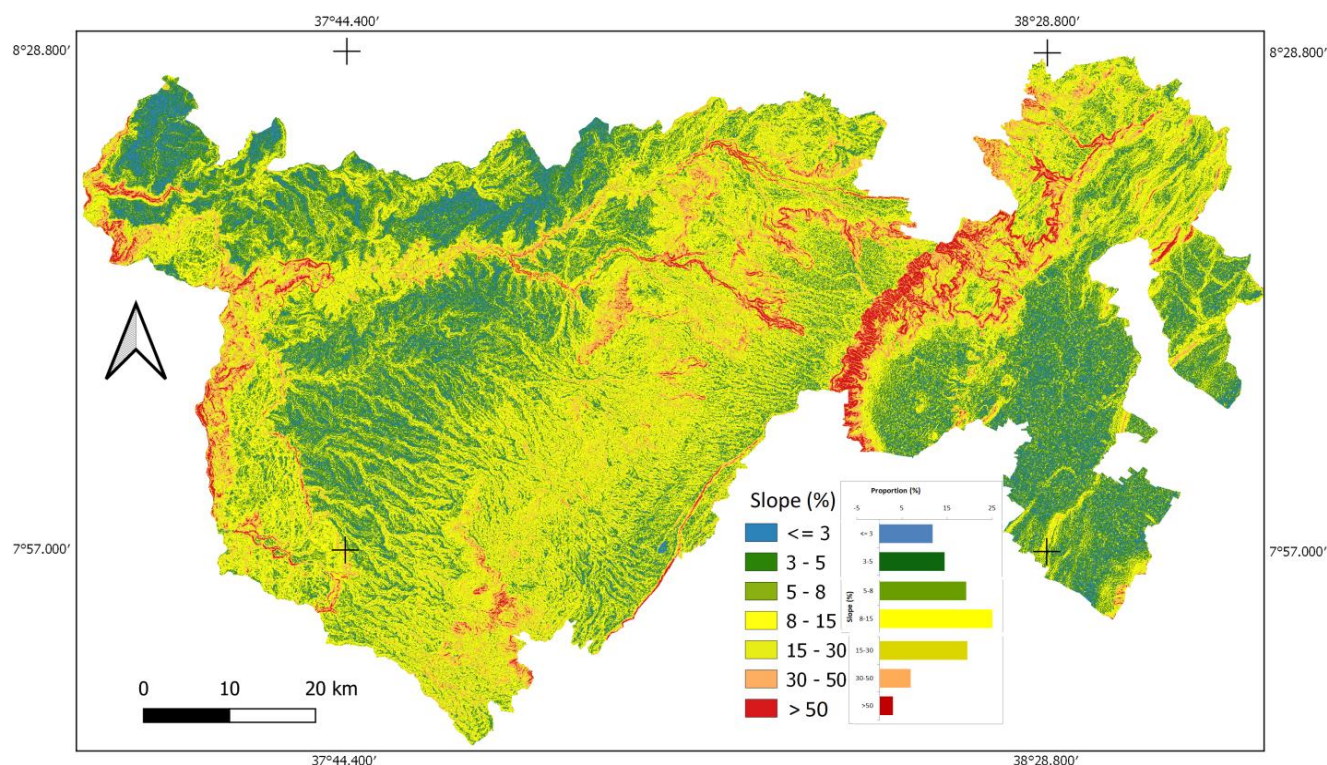 37°44.400' 38°28.800'
8°28.800' 8°28.800'
7°57.000' 7°57.000'
Slope (%)
<= 3
3 - 5
5 - 8
8 - 15
15 - 30
30 - 50
> 50
Proportion (%)
-5 5 15 25
Slope (%)
<= 3
3-5
5-8
8-15
15-30
30-50
>50
0 10 20 km
37°44.400' 38°28.800'